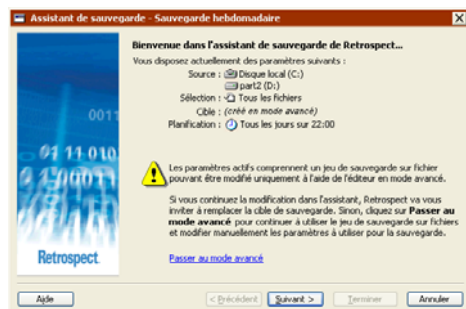 Assistant de sauvegarde - Sauvegarde hebdomadaire
Bienvenue dans l'assistant de sauvegarde de Retrospect...
Vous disposez actuellement des paramètres suivants :
Source : Disque local (C:)
part2 (D:)
Sélection : Tous les fichiers
Cible : (créé en mode avancé)
Planification : Tous les jours sur 22:00
Les paramètres actifs comprennent un jeu de sauvegarde sur fichier
pouvant être modifié uniquement à l'aide de l'éditeur en mode avancé.
Si vous continuez la modification dans l'assistant, Retrospect va vous
inviter à remplacer la cible de sauvegarde. Sinon, cliquez sur Passer au
mode avancé pour continuer à utiliser le jeu de sauvegarde sur fichiers
et modifier manuellement les paramètres à utiliser pour la sauvegarde.
Passer au mode avancé
Retrospect
Aide
< Précédent
Suivant >
Terminer
Annuler